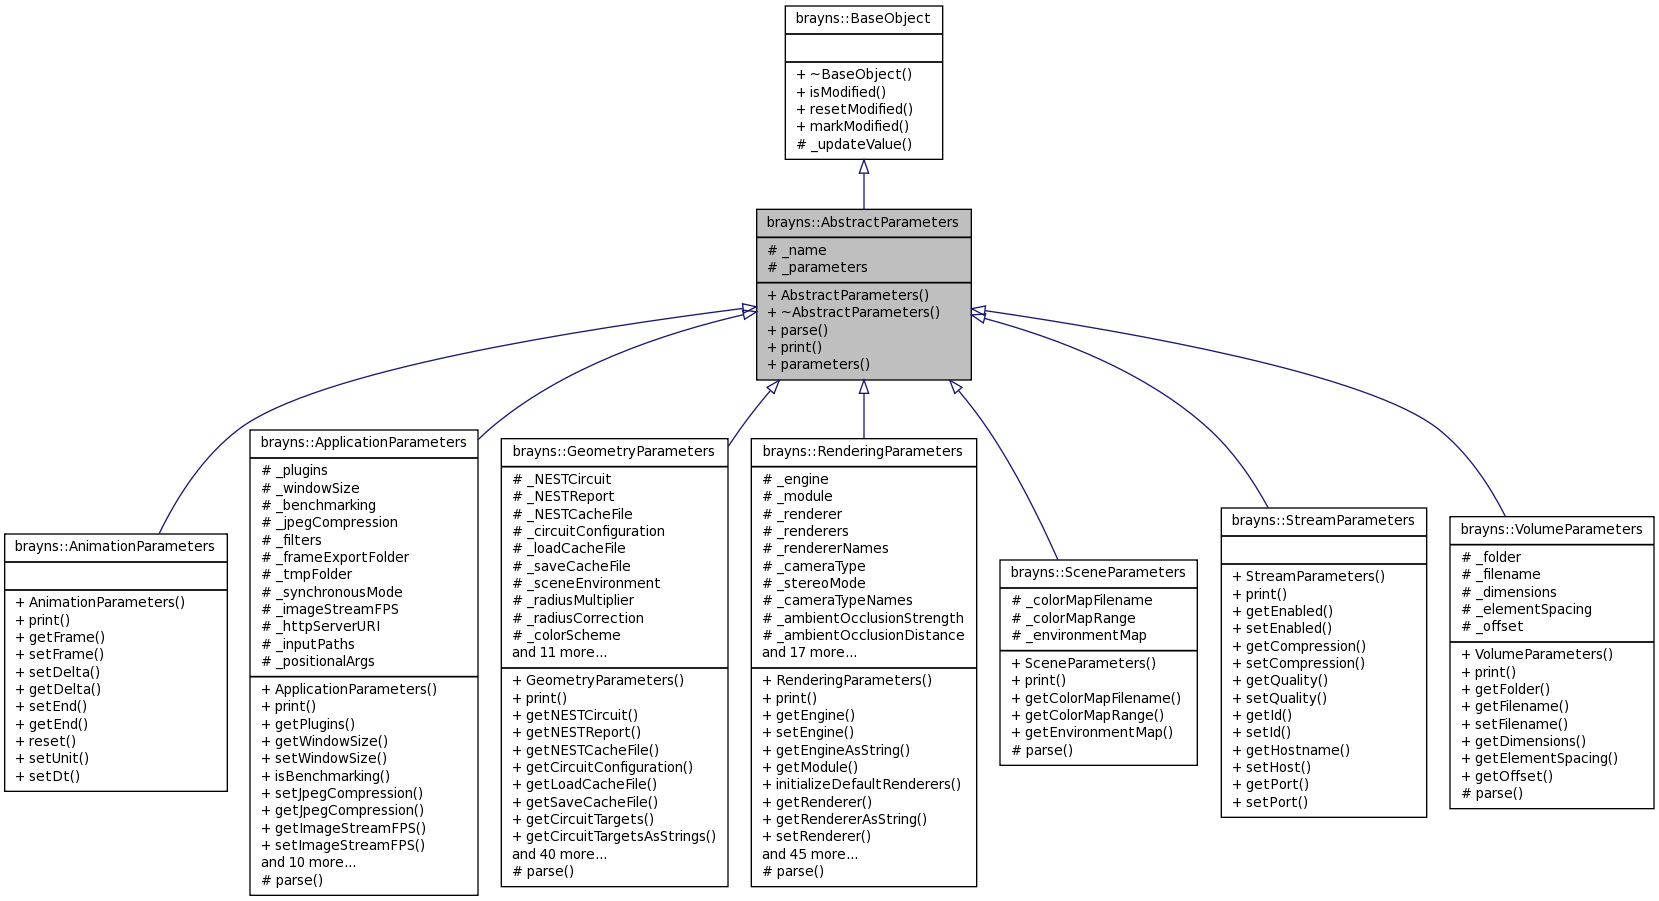 brayns::BaseObject
+ ~BaseObject()
+ isModified()
+ resetModified()
+ markModified()
# _updateValue()
brayns::AbstractParameters
# _name
# _parameters
+ AbstractParameters()
+ ~AbstractParameters()
+ parse()
+ print()
+ parameters()
brayns::AnimationParameters
+ AnimationParameters()
+ print()
+ getFrame()
+ setFrame()
+ setDelta()
+ getDelta()
+ setEnd()
+ getEnd()
+ reset()
+ setUnit()
+ setDt()
brayns::ApplicationParameters
# _plugins
# _windowSize
# _benchmarking
# _jpegCompression
# _filters
# _frameExportFolder
# _tmpFolder
# _synchronousMode
# _imageStreamFPS
# _httpServerURI
# _inputPaths
# _positionalArgs
+ ApplicationParameters()
+ print()
+ getPlugins()
+ getWindowSize()
+ setWindowSize()
+ isBenchmarking()
+ setJpegCompression()
+ getJpegCompression()
+ getImageStreamFPS()
+ setImageStreamFPS()
and 10 more...
# parse()
brayns::GeometryParameters
# _NESTCircuit
# _NESTReport
# _NESTCacheFile
# _circuitConfiguration
# _loadCacheFile
# _saveCacheFile
# _sceneEnvironment
# _radiusMultiplier
# _radiusCorrection
# _colorScheme
and 11 more...
+ GeometryParameters()
+ print()
+ getNESTCircuit()
+ getNESTReport()
+ getNESTCacheFile()
+ getCircuitConfiguration()
+ getLoadCacheFile()
+ getSaveCacheFile()
+ getCircuitTargets()
+ getCircuitTargetsAsStrings()
and 40 more...
# parse()
brayns::RenderingParameters
# _engine
# _module
# _renderer
# _renderers
# _rendererNames
# _cameraType
# _stereoMode
# _cameraTypeNames
# _ambientOcclusionStrength
# _ambientOcclusionDistance
and 17 more...
+ RenderingParameters()
+ print()
+ getEngine()
+ setEngine()
+ getEngineAsString()
+ getModule()
+ initializeDefaultRenderers()
+ getRenderer()
+ getRendererAsString()
+ setRenderer()
and 45 more...
# parse()
brayns::SceneParameters
# _colorMapFilename
# _colorMapRange
# _environmentMap
+ SceneParameters()
+ print()
+ getColorMapFilename()
+ getColorMapRange()
+ getEnvironmentMap()
# parse()
brayns::StreamParameters
+ StreamParameters()
+ print()
+ getEnabled()
+ setEnabled()
+ getCompression()
+ setCompression()
+ getQuality()
+ setQuality()
+ getId()
+ setId()
+ getHostname()
+ setHost()
+ getPort()
+ setPort()
brayns::VolumeParameters
# _folder
# _filename
# _dimensions
# _elementSpacing
# _offset
+ VolumeParameters()
+ print()
+ getFolder()
+ getFilename()
+ setFilename()
+ getDimensions()
+ getElementSpacing()
+ getOffset()
# parse()